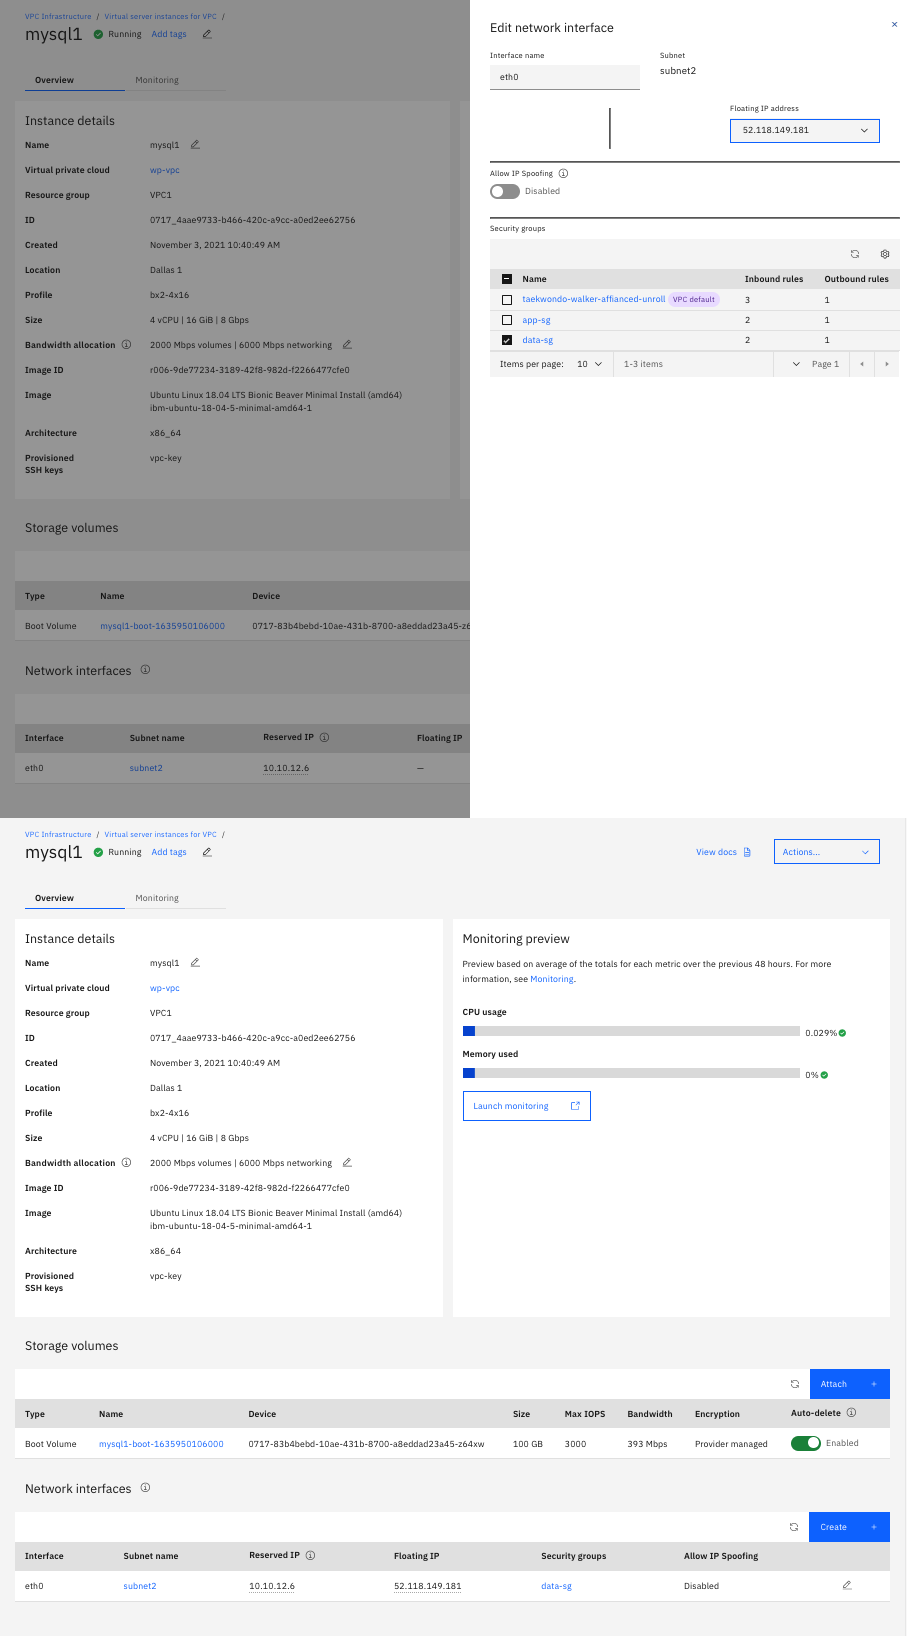 VPC Infrastructure / Virtual server instances for VPC /
mysql1 Running Add tags
Overview Monitoring
Instance details
Name mysql1
Virtual private cloud wp-vpc
Resource group VPC1
ID 0717_4aae9733-b466-420c-a9cc-a0ed2ee62756
Created November 3, 2021 10:40:49 AM
Location Dallas 1
Profile bx2-4x16
Size 4 vCPU | 16 GiB | 8 Gbps
Bandwidth allocation 2000 Mbps volumes | 6000 Mbps networking
Image ID r006-9de77234-3189-42f8-982d-f2266477cfe0
Image Ubuntu Linux 18.04 LTS Bionic Beaver Minimal Install (amd64)
ibm-ubuntu-18-04-5-minimal-amd64-1
Architecture x86_64
Provisioned vpc-key
SSH keys
Storage volumes
Type Name Device
Boot Volume mysql1-boot-1635950106000 0717-83b4bebd-10ae-431b-8700-a8eddad23a45-z6
Network interfaces
Interface Subnet name Reserved IP Floating IP
eth0 subnet2 10.10.12.6 –
Edit network interface
Interface name Subnet
eth0 subnet2
Floating IP address
52.118.149.181
Allow IP Spoofing
Disabled
Security groups
Name Inbound rules Outbound rules
taekwondo-walker-affianced-unroll VPC default 3 1
app-sg 2 1
data-sg 2 1
Items per page: 10 1-3 items Page 1
VPC Infrastructure / Virtual server instances for VPC /
mysql1 Running Add tags View docs Actions...
Overview Monitoring
Instance details
Name mysql1
Virtual private cloud wp-vpc
Resource group VPC1
ID 0717_4aae9733-b466-420c-a9cc-a0ed2ee62756
Created November 3, 2021 10:40:49 AM
Location Dallas 1
Profile bx2-4x16
Size 4 vCPU | 16 GiB | 8 Gbps
Bandwidth allocation 2000 Mbps volumes | 6000 Mbps networking
Image ID r006-9de77234-3189-42f8-982d-f2266477cfe0
Image Ubuntu Linux 18.04 LTS Bionic Beaver Minimal Install (amd64)
ibm-ubuntu-18-04-5-minimal-amd64-1
Architecture x86_64
Provisioned vpc-key
SSH keys
Monitoring preview
Preview based on average of the totals for each metric over the previous 48 hours. For more
information, see Monitoring.
CPU usage
0.029%
Memory used
0%
Launch monitoring
Storage volumes
Attach +
Type Name Device Size Max IOPS Bandwidth Encryption Auto-delete
Boot Volume mysql1-boot-1635950106000 0717-83b4bebd-10ae-431b-8700-a8eddad23a45-z64xw 100 GB 3000 393 Mbps Provider managed Enabled
Network interfaces
Create +
Interface Subnet name Reserved IP Floating IP Security groups Allow IP Spoofing
eth0 subnet2 10.10.12.6 52.118.149.181 data-sg Disabled